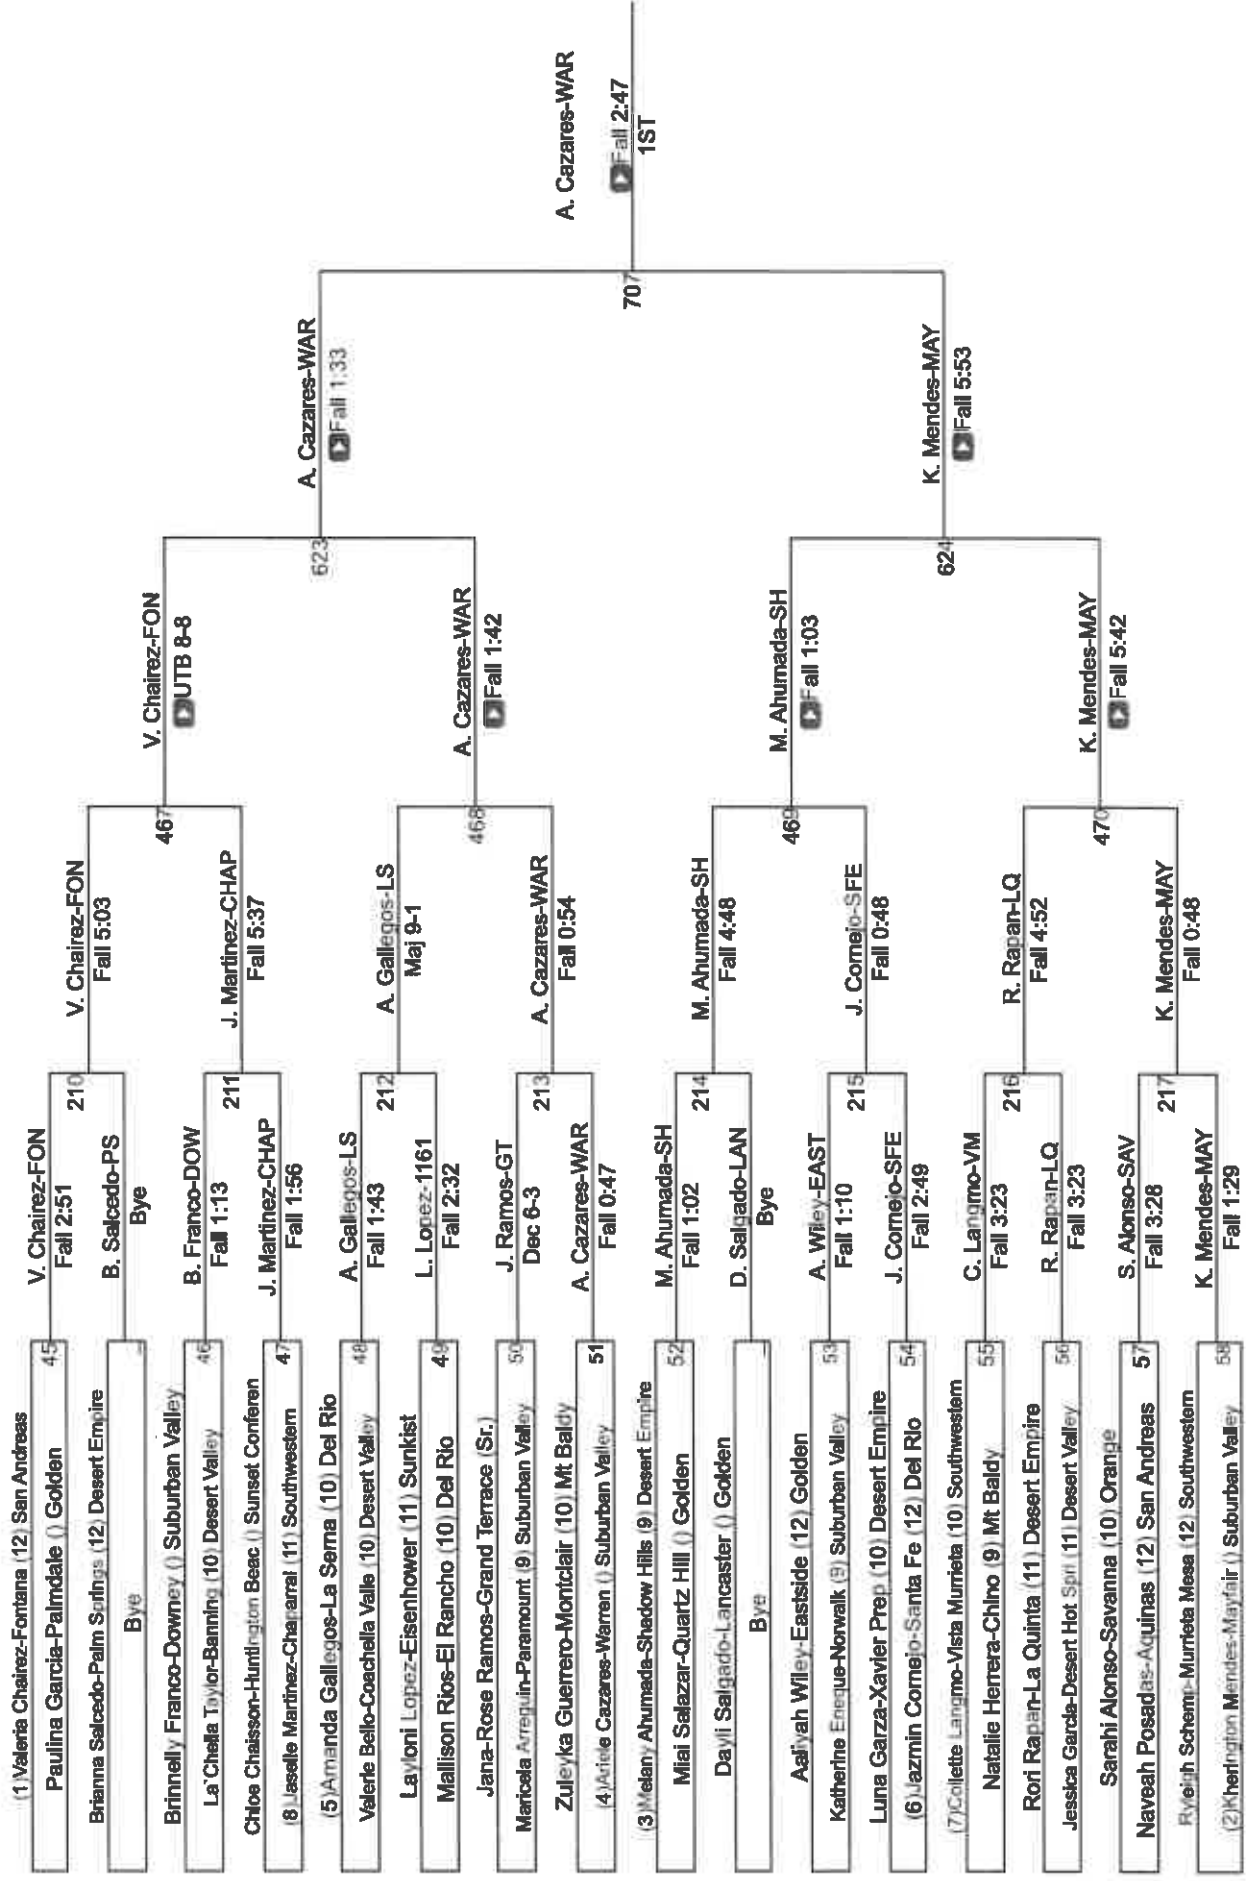 (1)Valeria Chairez-Fontana (12) San Andreas
45
Paulina Garcia-Palmdale () Golden
Brianna Salcedo-Palm Springs (12) Desert Empire
Bye
Brinnelly Franco-Downey () Suburban Valley
46
La`Chella Taylor-Banning (10) Desert Valley
Chloe Chaisson-Huntington Beac () Sunset Conferen
47
(8)Jaselle Martinez-Chaparral (11) Southwestern
(5)Amanda Gallegos-La Serna (10) Del Rio
48
Valerie Bello-Coachella Valle (10) Desert Valley
Layloni Lopez-Eisenhower (11) Sunkist
49
Mallison Rios-El Rancho (10) Del Rio
Jana-Rose Ramos-Grand Terrace (Sr.)
50
Maricela Arreguin-Paramount (9) Suburban Valley
Zuleyka Guerrero-Montclair (10) Mt Baldy
51
(4)Ariele Cazares-Warren () Suburban Valley
(3)Melany Ahumada-Shadow Hills (9) Desert Empire
52
Miai Salazar-Quartz Hill () Golden
Dayli Salgado-Lancaster () Golden
Bye
Aaliyah Wiley-Eastside (12) Golden
53
Katherine Eneque-Norwalk (9) Suburban Valley
Luna Garza-Xavier Prep (10) Desert Empire
54
(6)Jazmin Cornejo-Santa Fe (12) Del Rio
(7)Collette Langmo-Vista Murrieta (10) Southwestern
55
Natalie Herrera-Chino (9) Mt Baldy
Rori Rapan-La Quinta (11) Desert Empire
56
Jessica Garcia-Desert Hot Spri (11) Desert Valley
Sarahi Alonso-Savanna (10) Orange
57
Naveah Posadas-Aquinas (12) San Andreas
Ryleigh Schemp-Murrieta Mesa (12) Southwestern
58
(2)Kherington Mendes-Mayfair () Suburban Valley
V. Chairez-FON
Fall 2:51
210
B. Salcedo-PS
Bye
B. Franco-DOW
Fall 1:13
211
J. Martinez-CHAP
Fall 1:56
A. Gallegos-LS
Fall 1:43
212
L. Lopez-1161
Fall 2:32
J. Ramos-GT
Dec 6-3
213
A. Cazares-WAR
Fall 0:47
M. Ahumada-SH
Fall 1:02
214
D. Salgado-LAN
Bye
A. Wiley-EAST
Fall 1:10
215
J. Cornejo-SFE
Fall 2:49
C. Langmo-VM
Fall 3:23
216
R. Rapan-LQ
Fall 3:23
S. Alonso-SAV
Fall 3:28
217
K. Mendes-MAY
Fall 1:29
V. Chairez-FON
Fall 5:03
467
J. Martinez-CHAP
Fall 5:37
A. Gallegos-LS
Maj 9-1
468
A. Cazares-WAR
Fall 0:54
M. Ahumada-SH
Fall 4:48
469
J. Cornejo-SFE
Fall 0:48
R. Rapan-LQ
Fall 4:52
470
K. Mendes-MAY
Fall 0:48
V. Chairez-FON
UTB 8-8
623
A. Cazares-WAR
Fall 1:42
M. Ahumada-SH
Fall 1:03
624
K. Mendes-MAY
Fall 5:42
A. Cazares-WAR
Fall 1:33
707
K. Mendes-MAY
Fall 5:53
A. Cazares-WAR
Fall 2:47
1ST